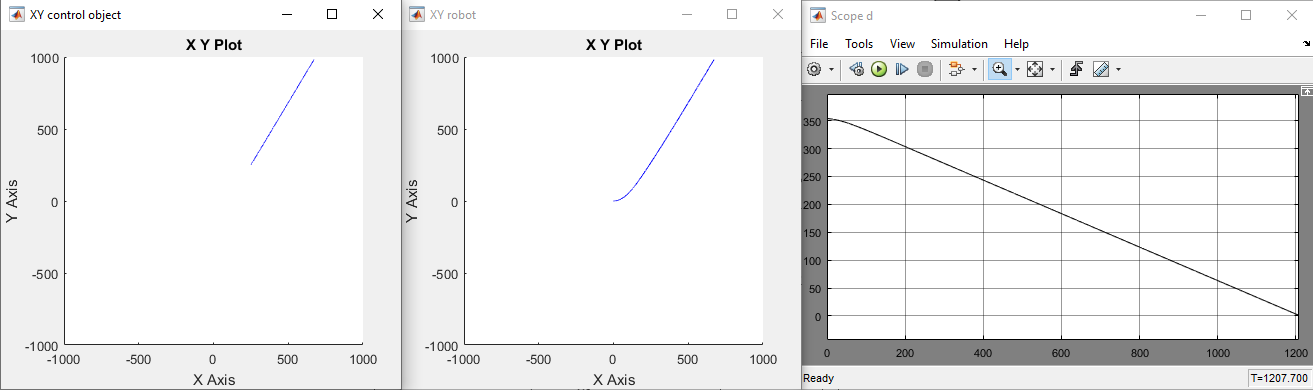 XY control object
X Y Plot
1000
500
0
-500
-1000
Y Axis
-1000
-500
0
500
1000
X Axis
XY robot
X Y Plot
1000
500
0
-500
-1000
Y Axis
-1000
-500
0
500
1000
X Axis
Scope d
File Tools View Simulation Help
350
300
250
200
150
100
50
0
0 200 400 600 800 1000 1200
Ready T=1207.700